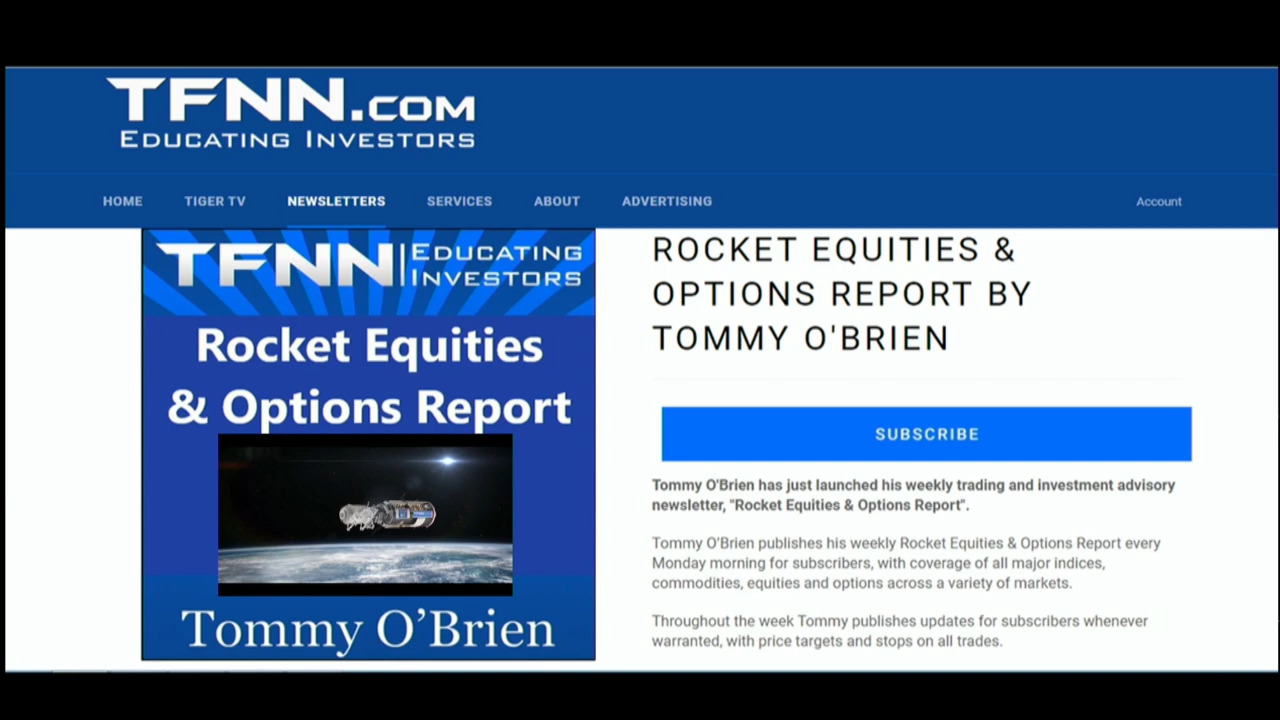 TFNN.COM
EDUCATING INVESTORS
HOME TIGER TV NEWSLETTERS SERVICES ABOUT ADVERTISING Account
TFNN EDUCATING
INVESTORS
Rocket Equities
& Options Report
Tommy O’Brien
ROCKET EQUITIES &
OPTIONS REPORT BY
TOMMY O'BRIEN
SUBSCRIBE
Tommy O'Brien has just launched his weekly trading and investment advisory
newsletter, "Rocket Equities & Options Report".
Tommy O'Brien publishes his weekly Rocket Equities & Options Report every
Monday morning for subscribers, with coverage of all major indices,
commodities, equities and options across a variety of markets.
Throughout the week Tommy publishes updates for subscribers whenever
warranted, with price targets and stops on all trades.